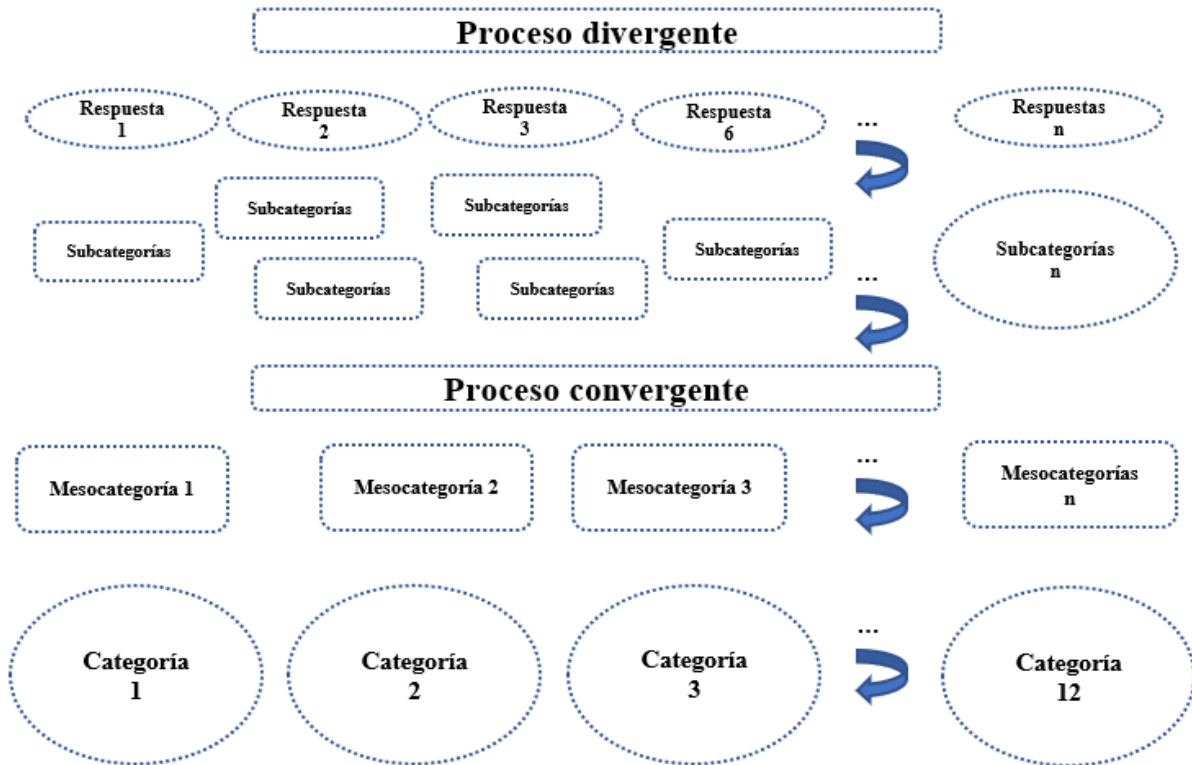 Proceso divergente
Respuesta
1
Respuesta
2
Respuesta
3
Respuesta
6
...
Respuestas
n
Subcategorías
Subcategorías
Subcategorías
Subcategorías
Subcategorías
Subcategorías
...
Subcategorías
n
Proceso convergente
Mesocategoría 1
Mesocategoría 2
Mesocategoría 3
...
Mesocategorías
n
Categoría
1
Categoría
2
Categoría
3
...
Categoría
12